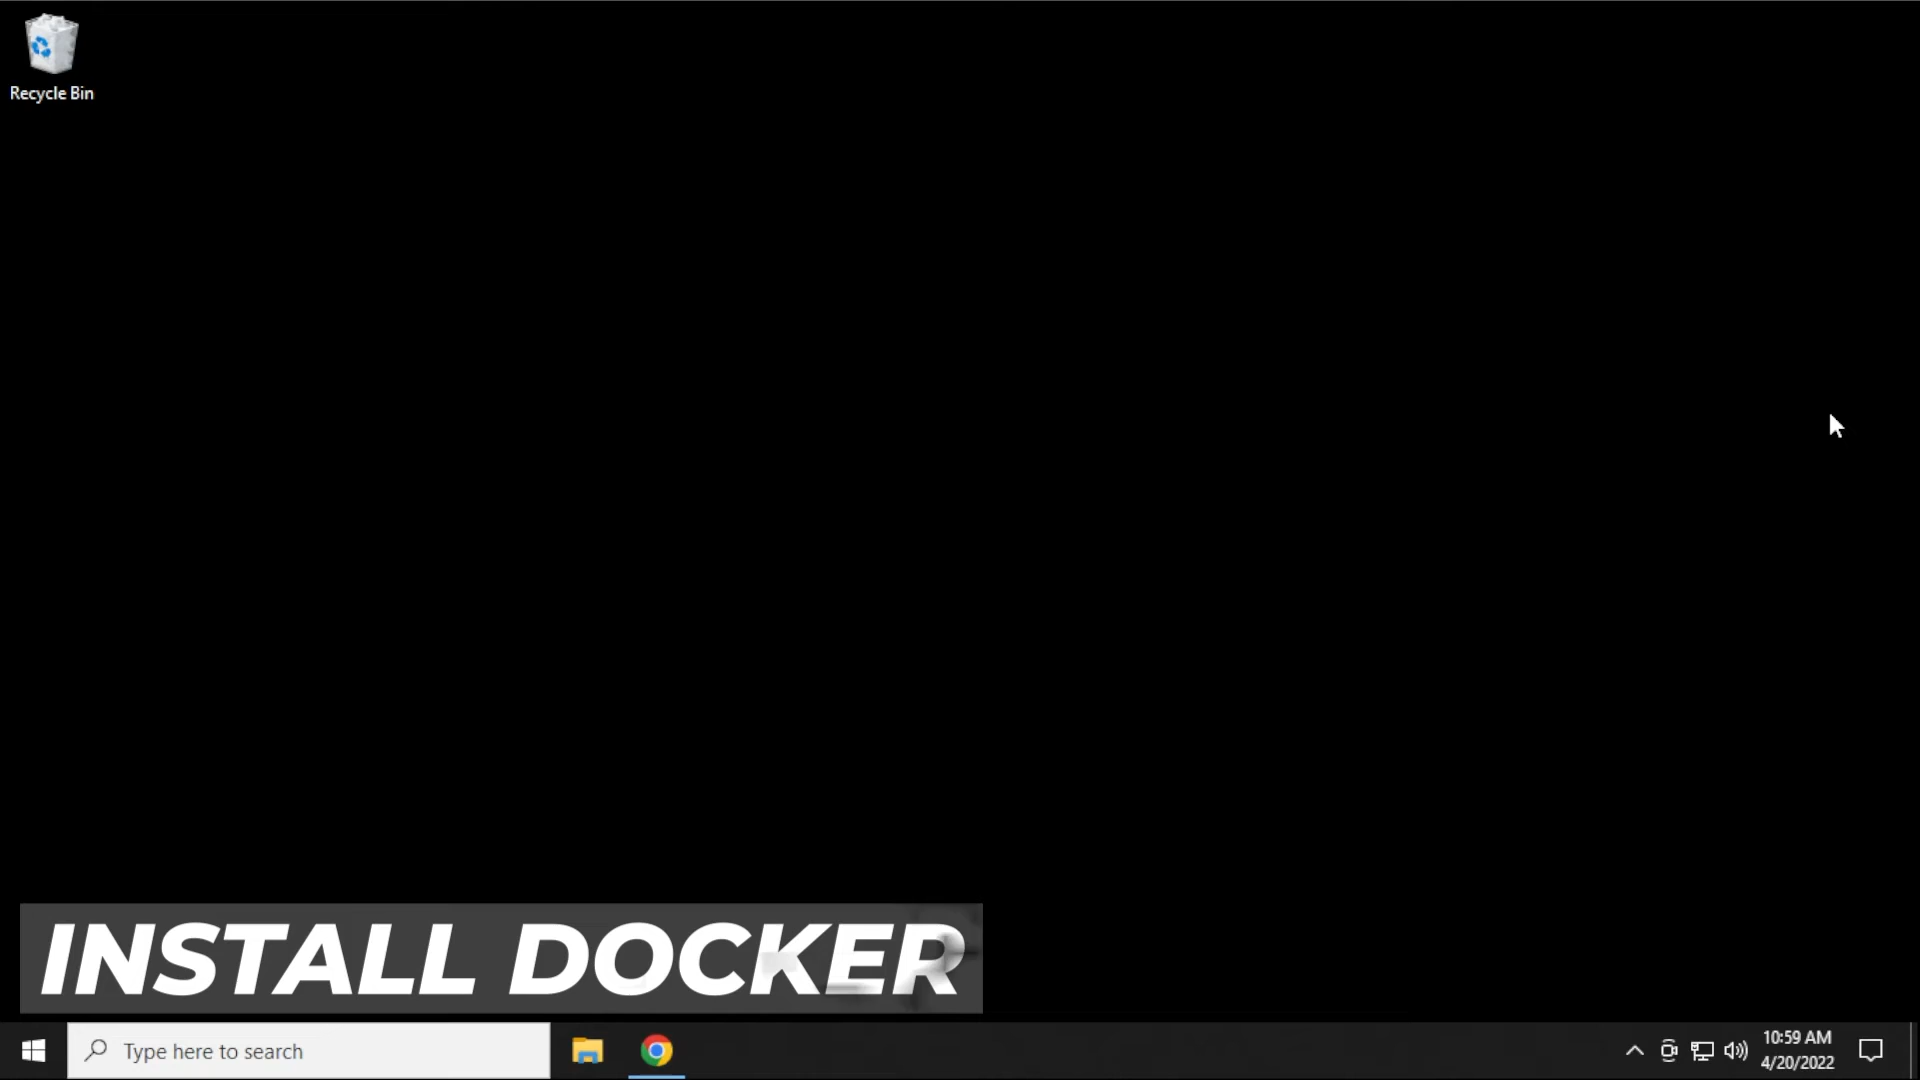 Recycle Bin
INSTALL DOCKER
Type here to search
10:59 AM
4/20/2022